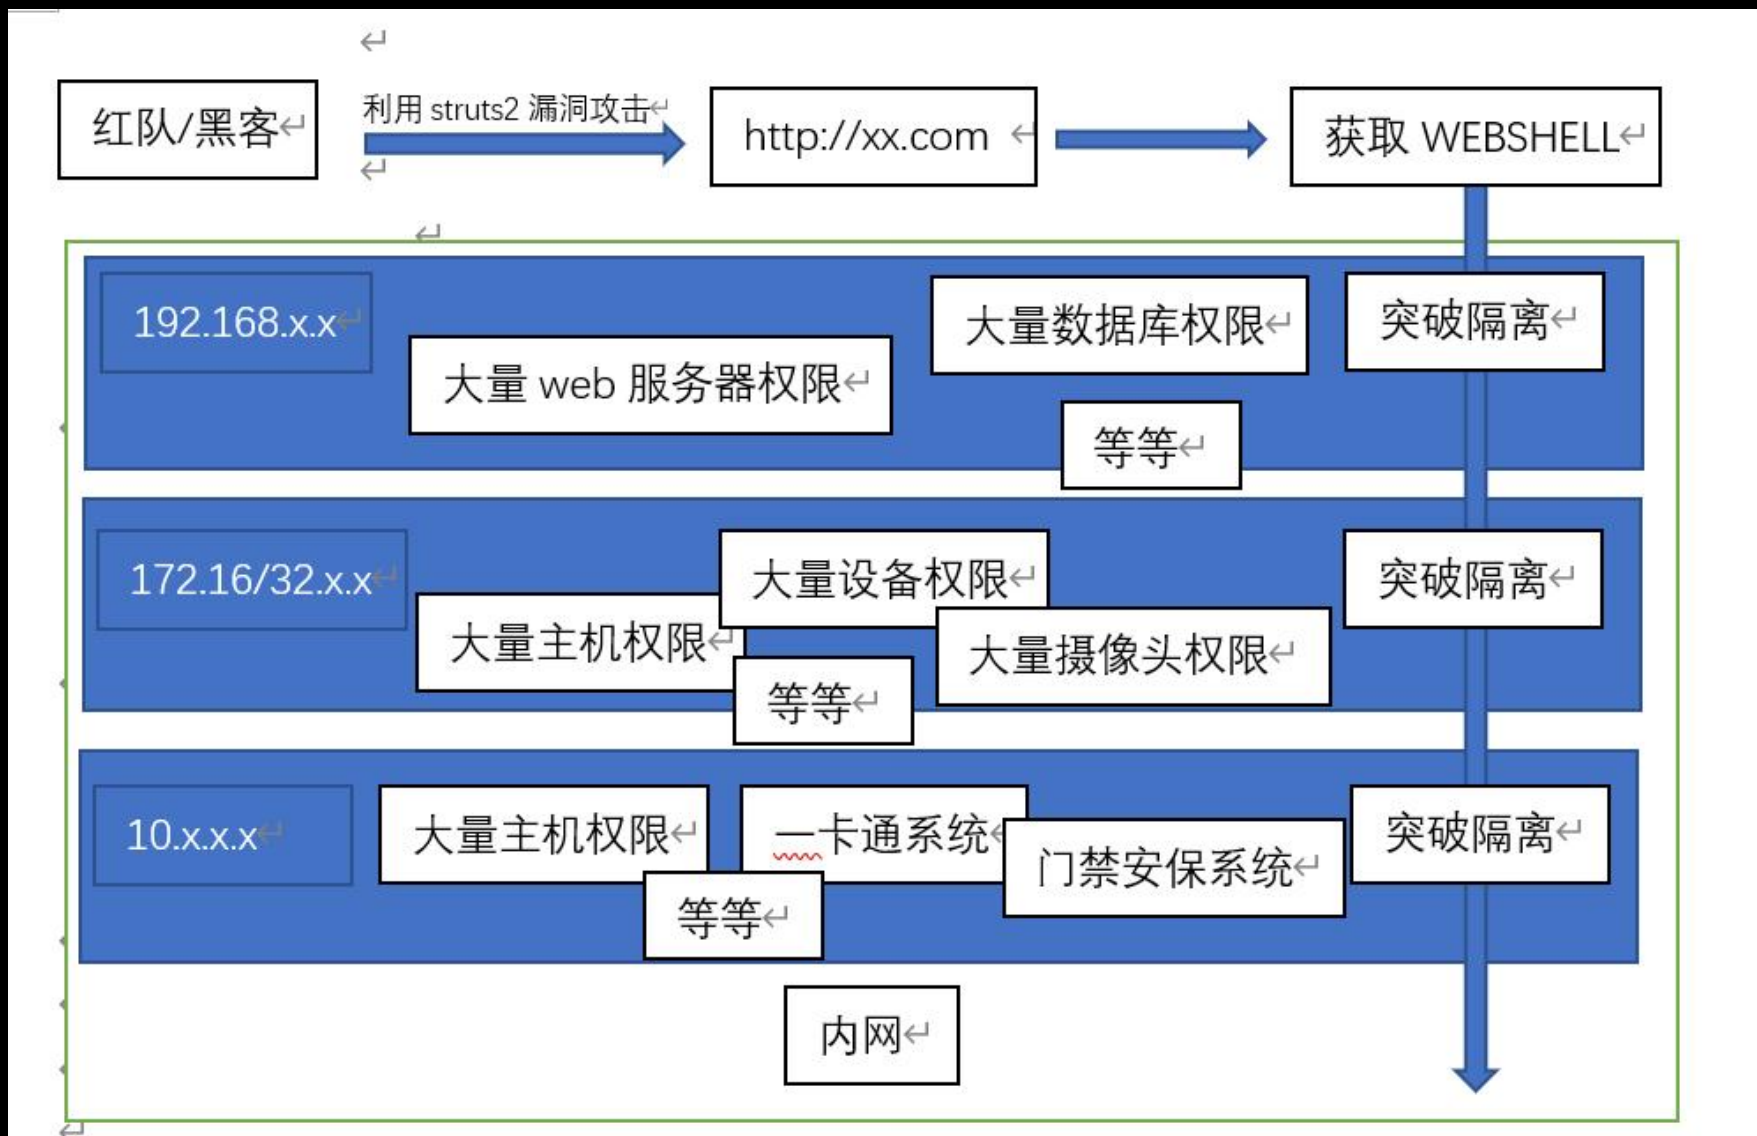 红队/黑客
利用 struts2 漏洞攻击
http://xx.com
获取 WEBSHELL
192.168.x.x
大量 web 服务器权限
大量数据库权限
突破隔离
等等
172.16/32.x.x
大量主机权限
大量设备权限
大量摄像头权限
突破隔离
等等
10.x.x.x
大量主机权限
一卡通系统
门禁安保系统
突破隔离
等等
内网